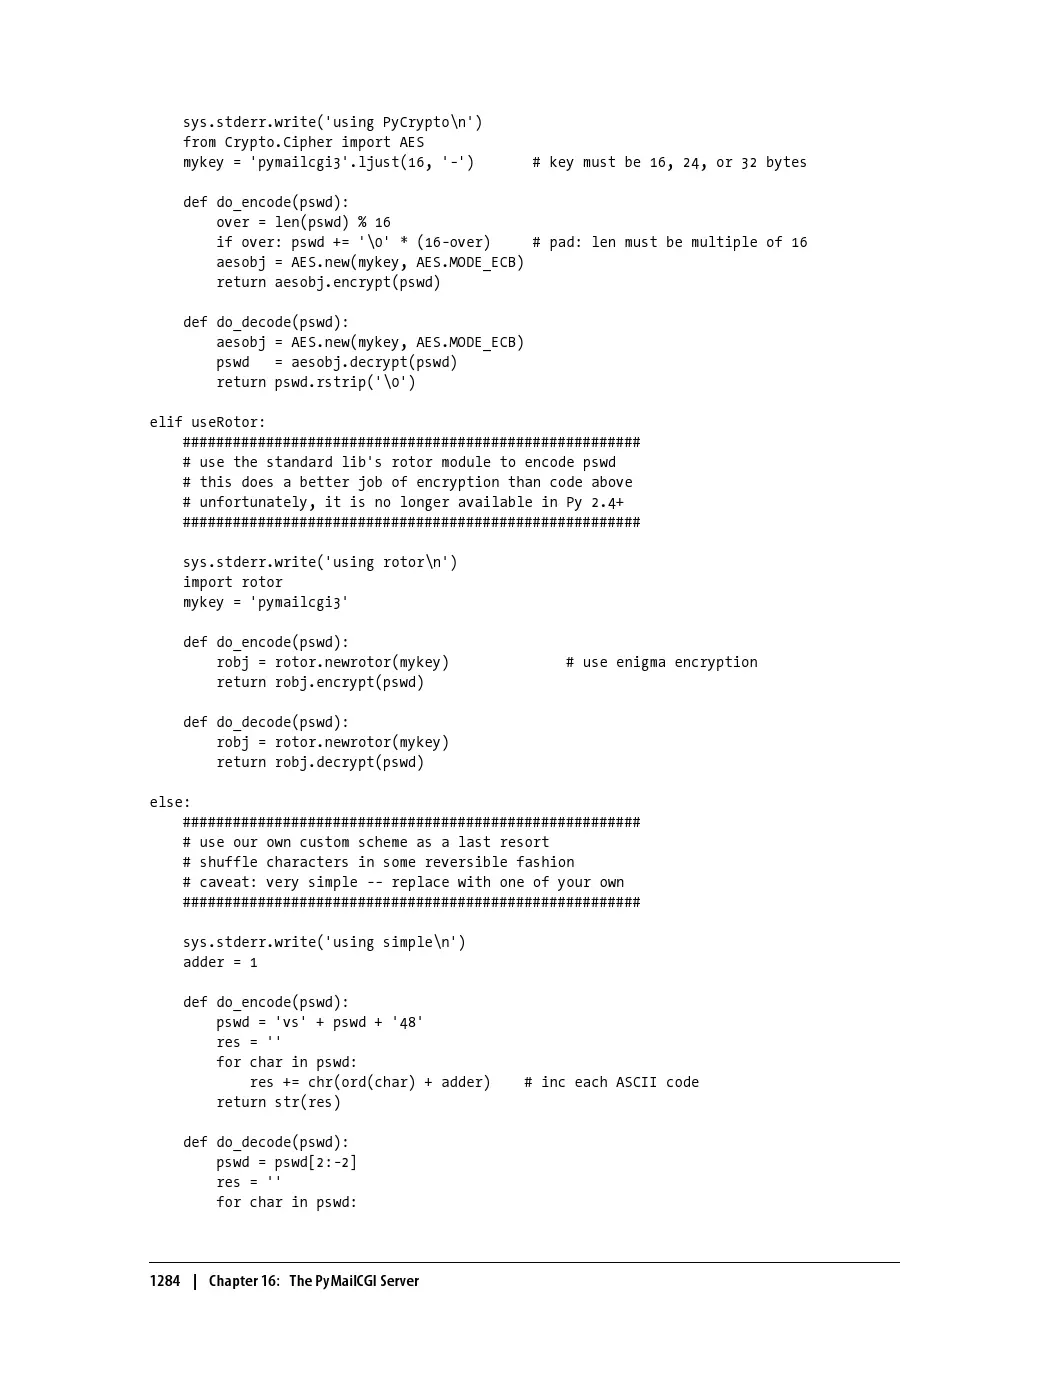 sys.stderr.write('using PyCrypto\n')
    from Crypto.Cipher import AES
    mykey = 'pymailcgi3'.ljust(16, '-')       # key must be 16, 24, or 32 bytes

    def do_encode(pswd):
        over = len(pswd) % 16
        if over: pswd += '\0' * (16-over)     # pad: len must be multiple of 16
        aesobj = AES.new(mykey, AES.MODE_ECB)
        return aesobj.encrypt(pswd)

    def do_decode(pswd):
        aesobj = AES.new(mykey, AES.MODE_ECB)
        pswd   = aesobj.decrypt(pswd)
        return pswd.rstrip('\0')

elif useRotor:
    #######################################################
    # use the standard lib's rotor module to encode pswd
    # this does a better job of encryption than code above
    # unfortunately, it is no longer available in Py 2.4+
    #######################################################

    sys.stderr.write('using rotor\n')
    import rotor
    mykey = 'pymailcgi3'

    def do_encode(pswd):
        robj = rotor.newrotor(mykey)              # use enigma encryption
        return robj.encrypt(pswd)

    def do_decode(pswd):
        robj = rotor.newrotor(mykey)
        return robj.decrypt(pswd)

else:
    #######################################################
    # use our own custom scheme as a last resort
    # shuffle characters in some reversible fashion
    # caveat: very simple -- replace with one of your own
    #######################################################

    sys.stderr.write('using simple\n')
    adder = 1

    def do_encode(pswd):
        pswd = 'vs' + pswd + '48'
        res = ''
        for char in pswd:
            res += chr(ord(char) + adder)    # inc each ASCII code
        return str(res)

    def do_decode(pswd):
        pswd = pswd[2:-2]
        res = ''
        for char in pswd:

1284 | Chapter 16: The PyMailCGI Server